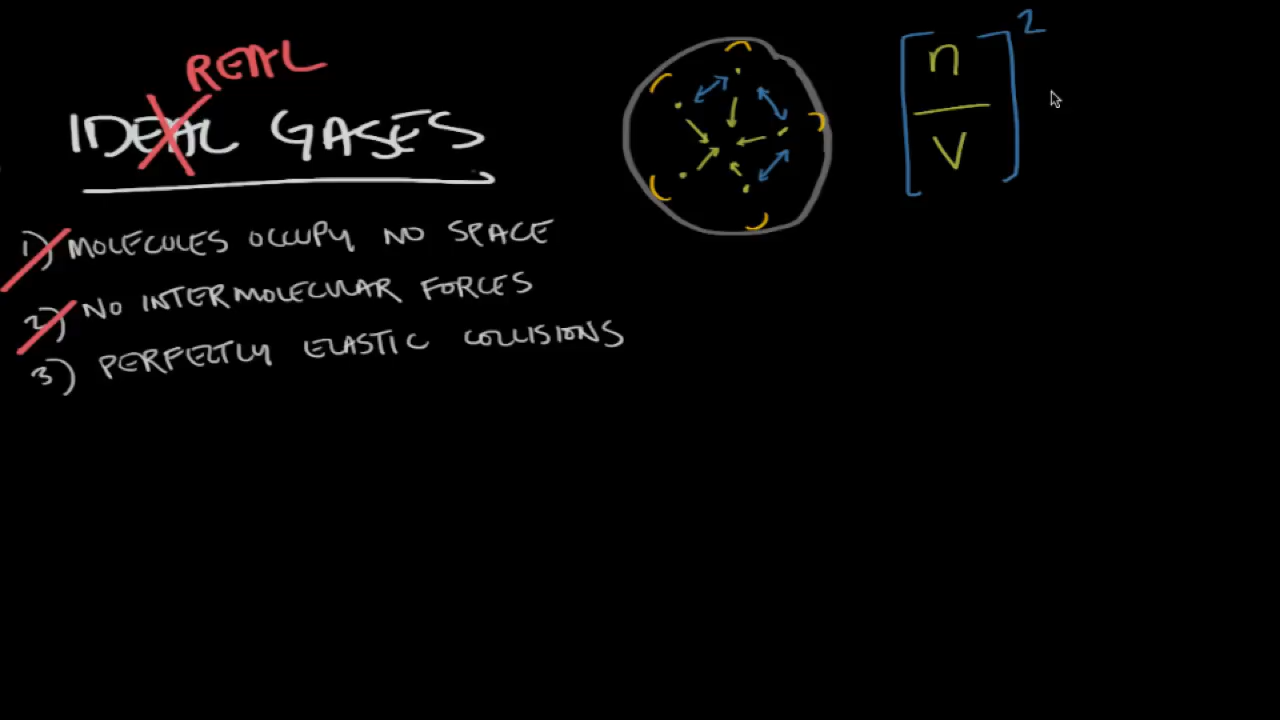 REAL
IDEAL GASES
1) MOLECULES OCCUPY NO SPACE
2) NO INTERMOLECULAR FORCES
3) PERFECTLY ELASTIC COLLISIONS
[n/V]2